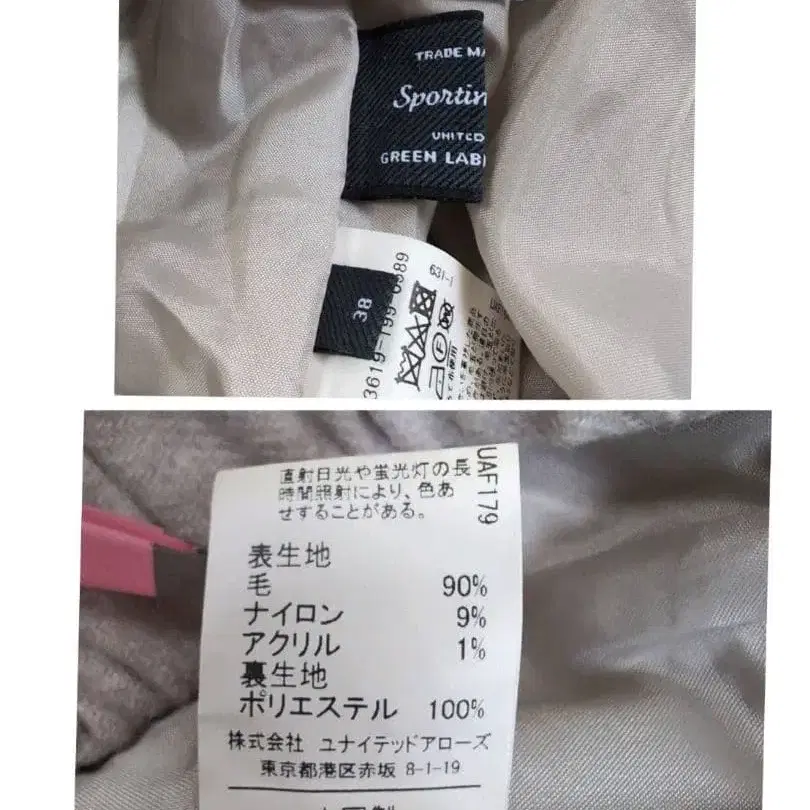 TRADE MA
Sportin
UNITED
GREEN LABE
38
3619-199-6989
631-1
直射日光や蛍光灯の長
時間照射により、色あ
せすることがある。
UAF179
表生地
毛 90%
ナイロン 9%
アクリル 1%
裏生地
ポリエステル 100%
株式会社 ユナイテッドアローズ
東京都港区赤坂 8-1-19